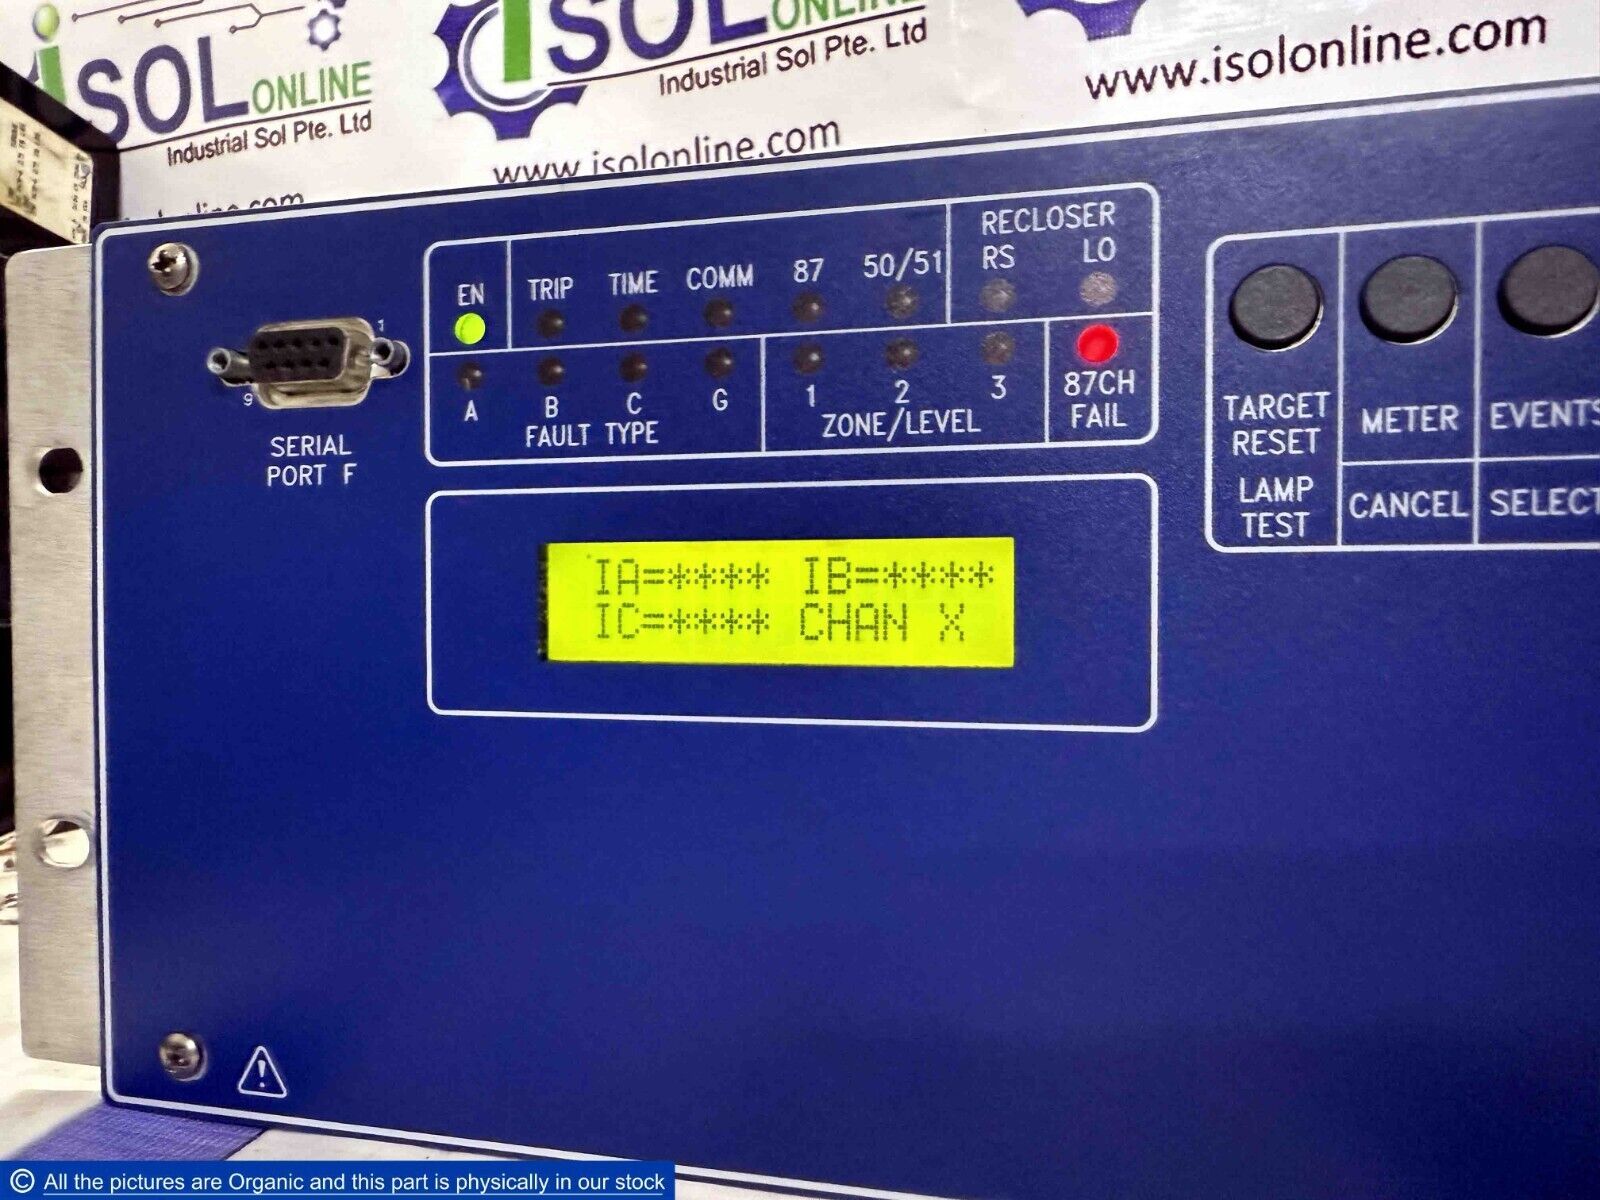 iSOL ONLINE
Industrial Sol Pte. Ltd
iSOL ONLINE
Industrial Sol Pte. Ltd
www.isolonline.com
www.isolonline.com
RECLOSER
EN TRIP TIME COMM 87 50/51 RS LO
A B C G 1 2 3 87CH
FAULT TYPE ZONE/LEVEL FAIL
1
9
SERIAL
PORT F
TARGET
RESET
METER
EVENTS
LAMP
TEST
CANCEL
SELECT
IA=**** IB=****
IC=**** CHAN X
© All the pictures are Organic and this part is physically in our stock